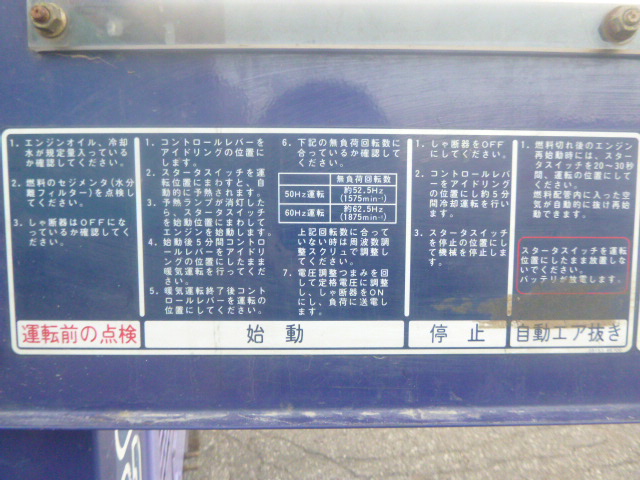 1. エンジンオイル、冷却
水が規定量入っている
か確認してください。
2. 燃料のセジメンタ(水分
離フィルター)を点検
してください。
3. しゃ断器はOFFにな
っているか確認してく
ださい。
運転前の点検
1. コントロールレバーを
アイドリングの位置に
します。
2. スタータスイッチを運
転位置にまわすと、自
動的に予熱されます。
3. 予熱ランプが消灯した
ら、スタータスイッチ
を始動位置にまわして
エンジンを始動します。
4. 始動後5分間コントロ
ールレバーをアイドリ
ングの位置にしたまま
暖気運転を行ってくだ
さい。
5. 暖気運転終了後コント
ロールレバーを運転の
位置にしてください。
6. 下記の無負荷回転数に
合っているか確認して
ください。
無負荷回転数
50Hz運転 約52.5Hz
(1575min⁻¹)
60Hz運転 約62.5Hz
(1875min⁻¹)
上記回転数に合って
いない時は周波数調
整スクリュで調整し
てください。
7. 電圧調整つまみを回
して定格電圧に調整
し、しゃ断器をON
にし、負荷に送電し
ます。
始動
1. しゃ断器をOFF
にしてください。
2. コントロールレバ
ーをアイドリング
の位置にし約5分
間冷却運転を行い
ます。
3. スタータスイッチ
を停止の位置にし
て機械を停止しま
す。
停止
1. 燃料切れ後のエンジン
再始動時には、スター
タスイッチを20~30秒
間、運転の位置にして
ください。
燃料配管内に入った空
気が自動的に抜け再始
動できます。
スタータスイッチを運転
位置にしたまま放置しな
いでください。
バッテリが放電します。
自動エア抜き